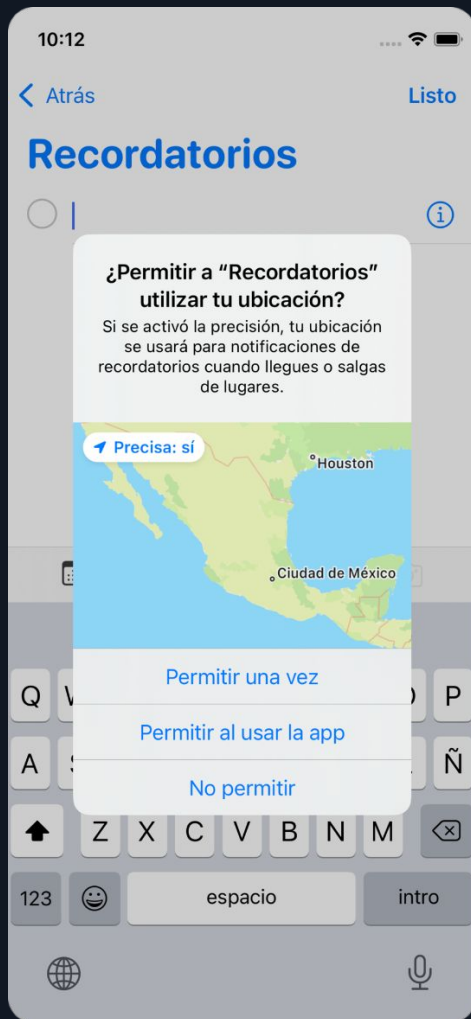 10:12
Atrás
Listo
Recordatorios
¿Permitir a “Recordatorios”
utilizar tu ubicación?
Si se activó la precisión, tu ubicación
se usará para notificaciones de
recordatorios cuando llegues o salgas
de lugares.
Precisa: sí
Houston
Ciudad de México
Permitir una vez
Permitir al usar la app
No permitir
Q P
A Ñ
Z X C V B N M
123 espacio intro